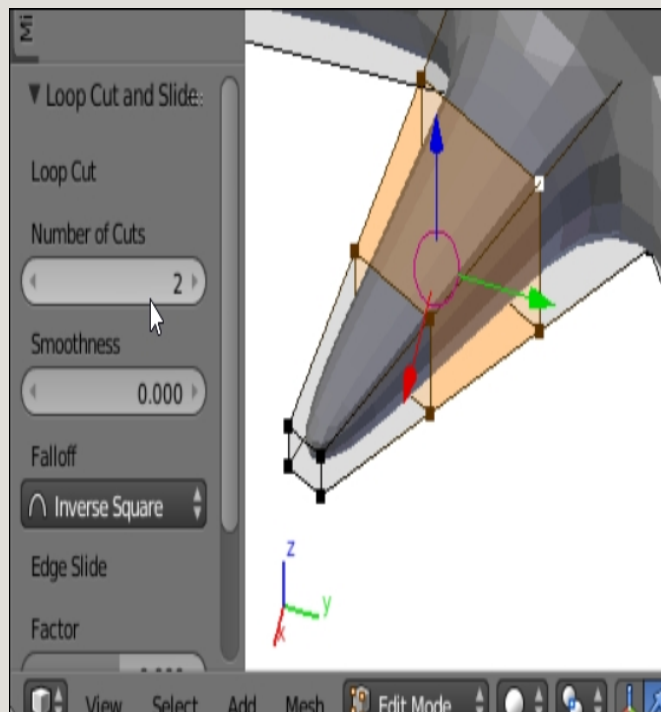 Mi
Loop Cut and Slide
Loop Cut
Number of Cuts
2
Smoothness
0.000
Falloff
Inverse Square
Edge Slide
Factor
z
y
x
View Select Add Mesh Edit Mode